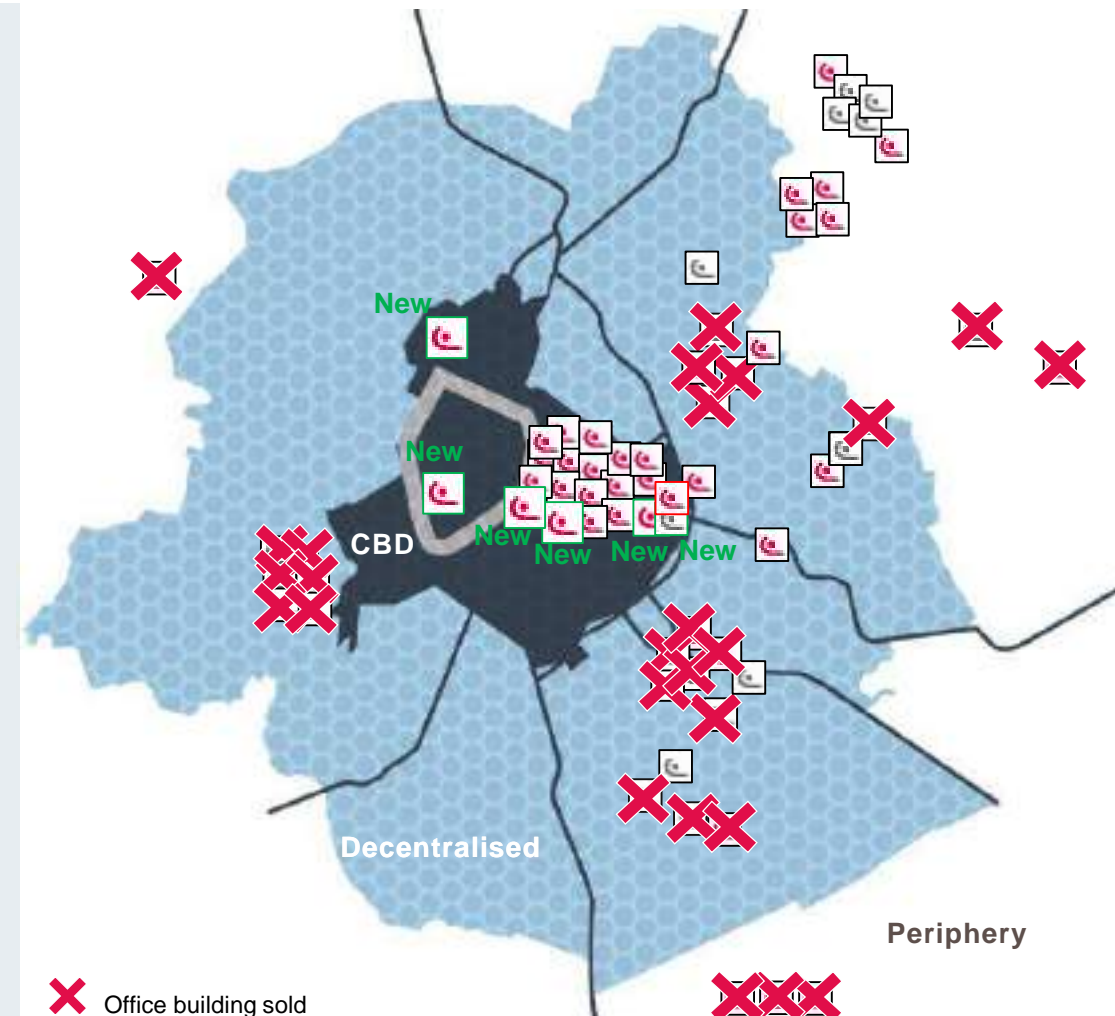 New
New
CBD
New
New
New
New
Decentralised
Periphery
Office building sold